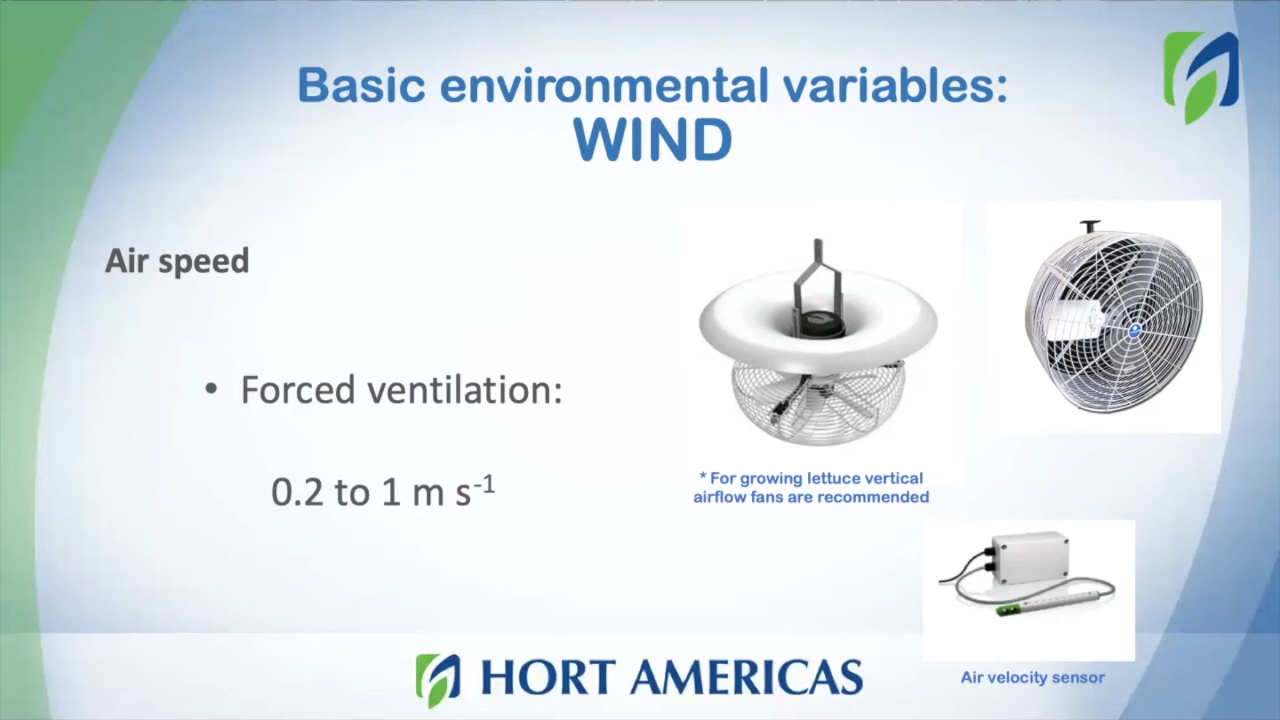 Basic environmental variables:
WIND
Air speed
• Forced ventilation:
0.2 to 1 m s⁻¹
* For growing lettuce vertical
airflow fans are recommended
Air velocity sensor
HORT AMERICAS